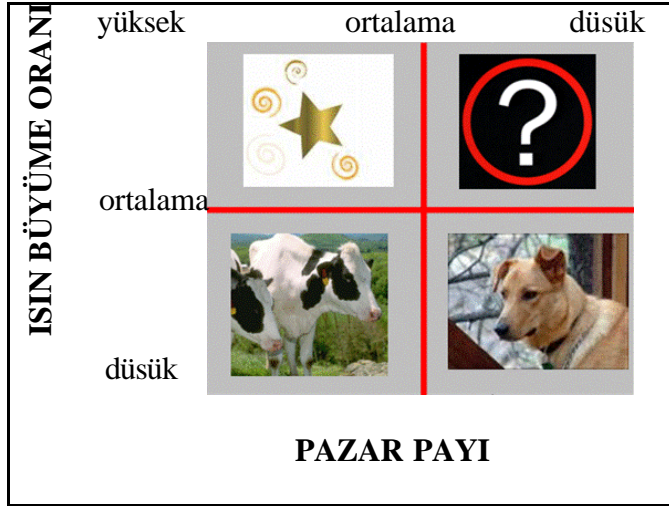 yüksek ortalama düsük
ISIN BÜYÜME ORANI
?
ortalama
düsük
PAZAR PAYI